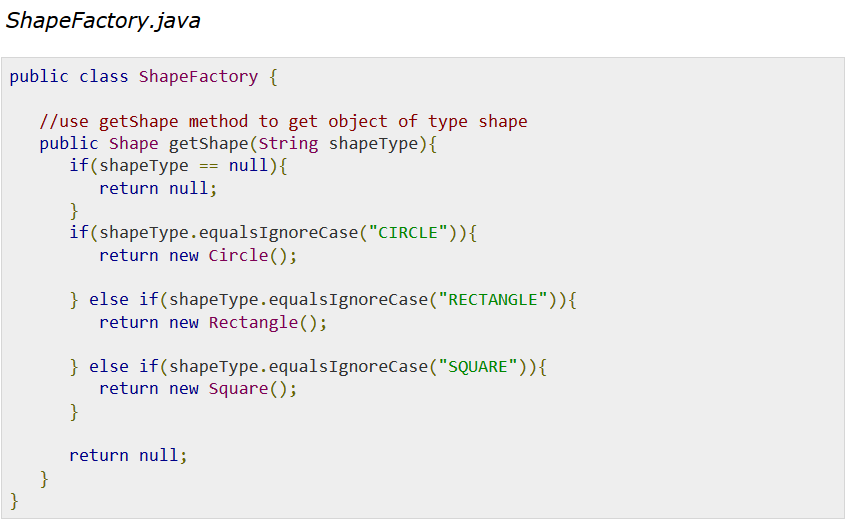 ShapeFactory.java
public class ShapeFactory {
//use getShape method to get object of type shape
public Shape getShape(String shapeType){
if(shapeType == null){
return null;
}
if(shapeType.equalsIgnoreCase("CIRCLE")){
return new Circle();
} else if(shapeType.equalsIgnoreCase("RECTANGLE")){
return new Rectangle();
} else if(shapeType.equalsIgnoreCase("SQUARE")){
return new Square();
}
return null;
}
}